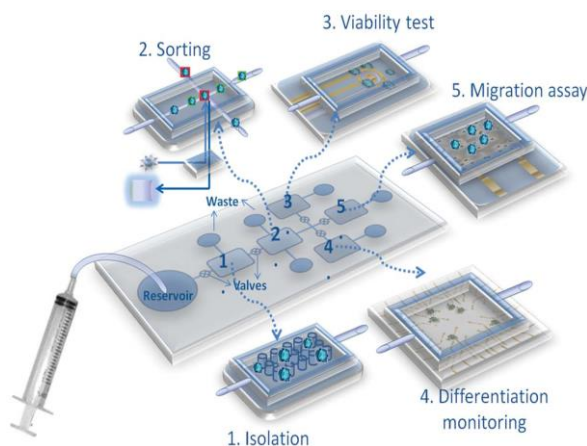 3. Viability test
2. Sorting
5. Migration assay
Waste
3
5
2
4
1
Reservoir
Valves
4. Differentiation
monitoring
1. Isolation